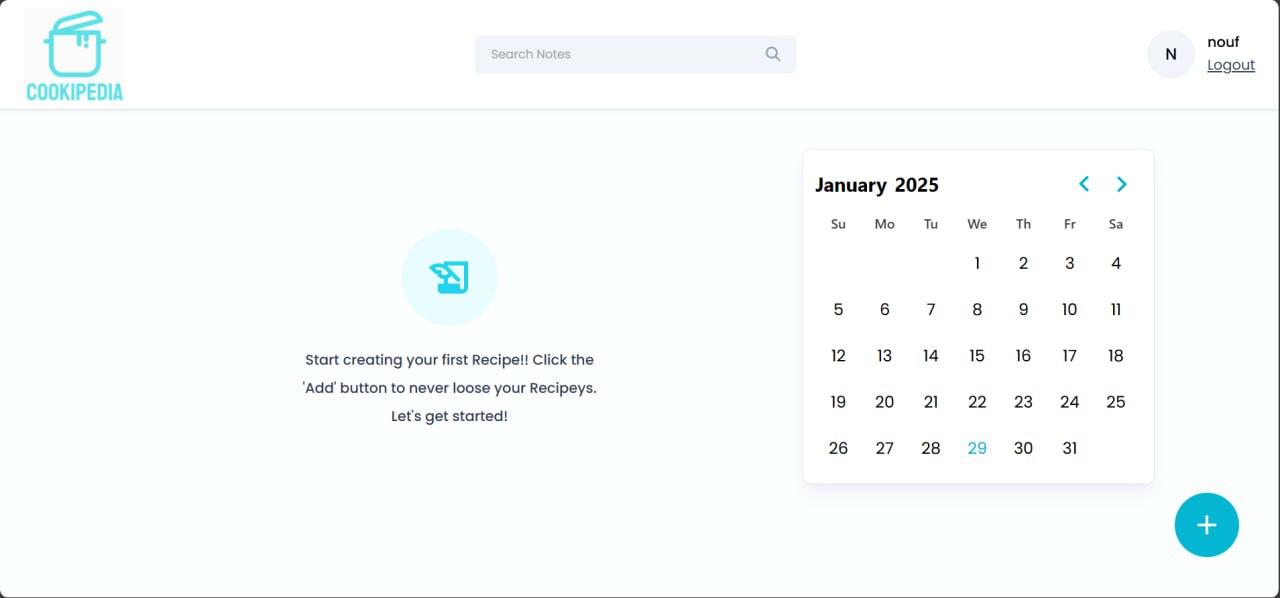 COOKIPEDIA
Search Notes
N
nouf
Logout
Start creating your first Recipe!! Click the
'Add' button to never loose your Recipeys.
Let's get started!
January 2025
Su Mo Tu We Th Fr Sa
1 2 3 4
5 6 7 8 9 10 11
12 13 14 15 16 17 18
19 20 21 22 23 24 25
26 27 28 29 30 31